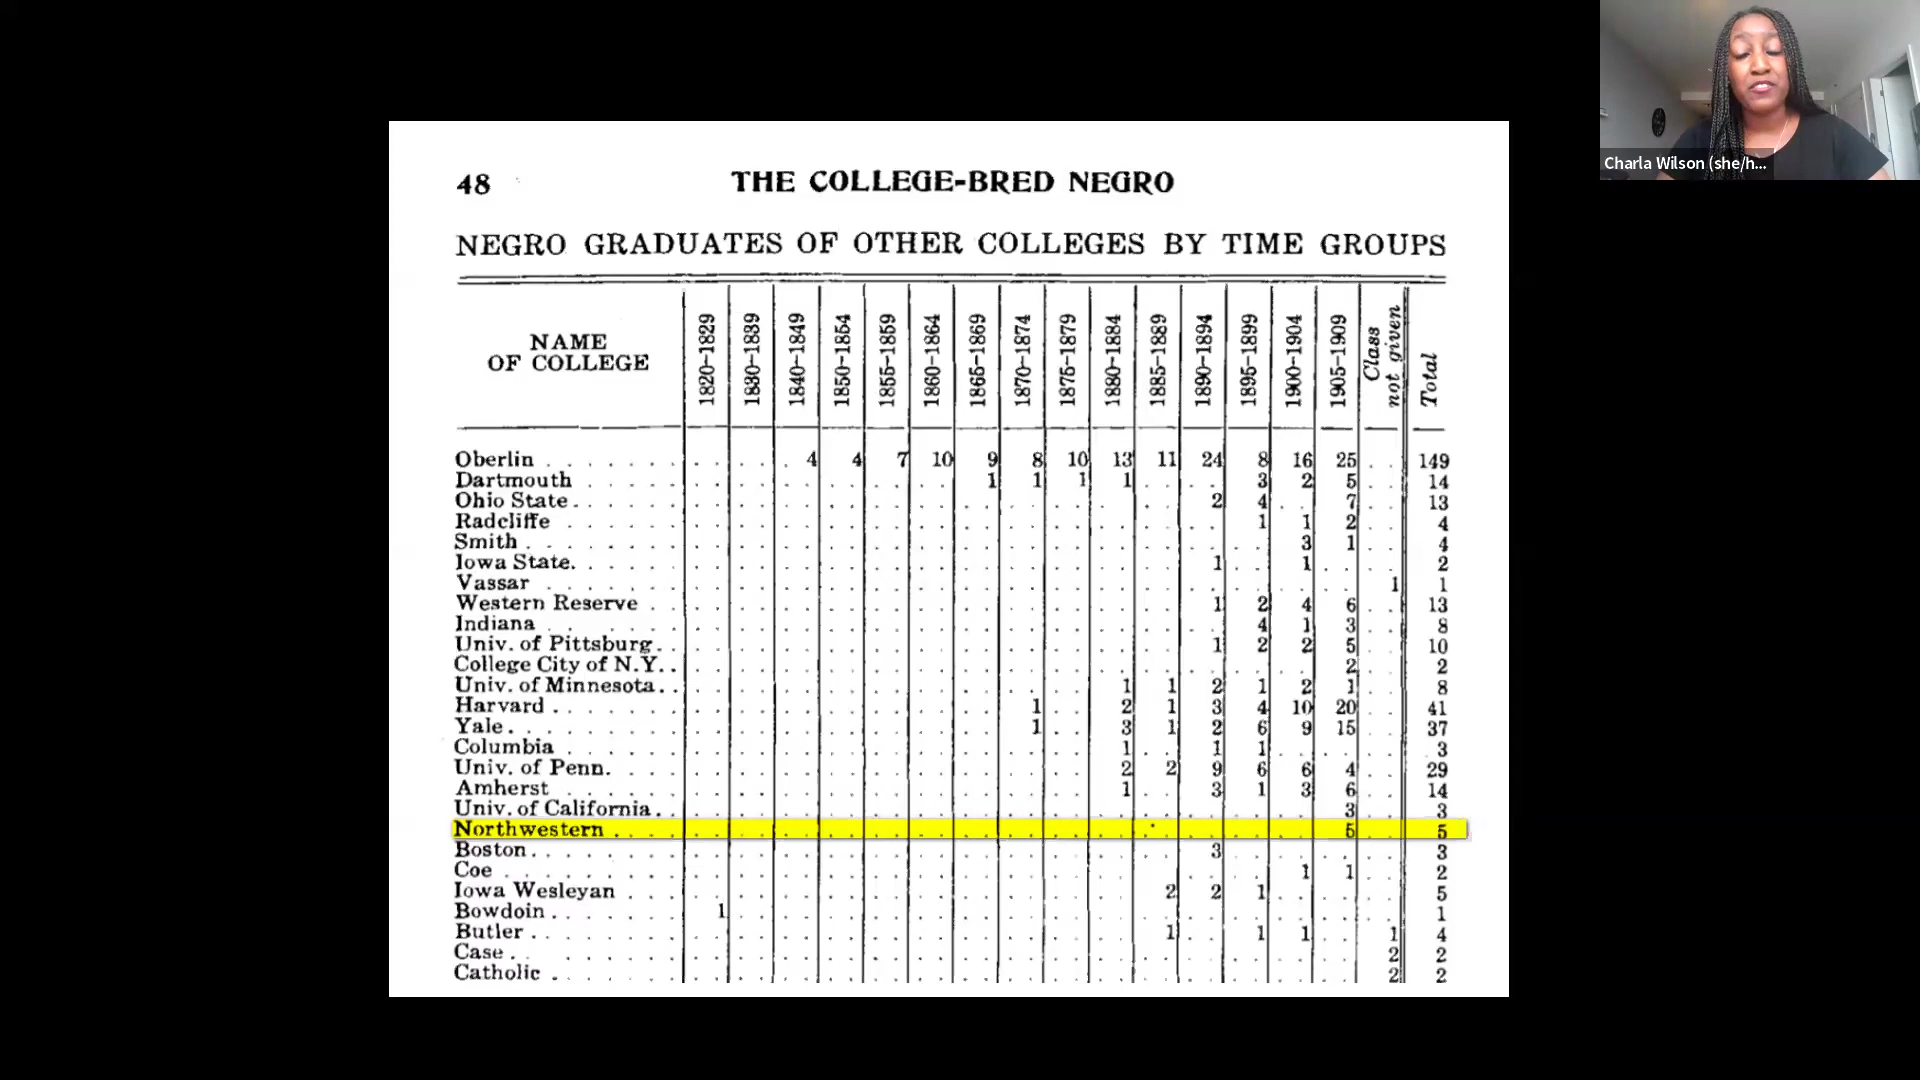 48 THE COLLEGE-BRED NEGRO
NEGRO GRADUATES OF OTHER COLLEGES BY TIME GROUPS
NAME OF COLLEGE 1820-1829 1830-1839 1840-1849 1850-1854 1855-1859 1860-1864 1865-1869 1870-1874 1875-1879 1880-1884 1885-1889 1890-1894 1895-1899 1900-1904 1905-1909 Class not given Total
Oberlin 4 4 7 10 9 8 10 13 11 24 8 16 25 149
Dartmouth 1 1 1 1 3 2 5 14
Ohio State 2 4 7 13
Radcliffe 1 1 2 4
Smith 3 1 4
Iowa State 1 1 2
Vassar 1 1
Western Reserve 1 2 4 6 13
Indiana 4 1 3 8
Univ. of Pittsburg 1 2 2 5 10
College City of N.Y. 2 2
Univ. of Minnesota 1 1 2 1 2 1 8
Harvard 1 2 1 3 4 10 20 41
Yale 1 3 1 2 6 9 15 37
Columbia 1 1 1 3
Univ. of Penn. 2 2 9 6 6 4 29
Amherst 1 3 1 3 6 14
Univ. of California 3 3
Northwestern 5 5
Boston 3 3
Coe 1 1 2
Iowa Wesleyan 2 2 1 5
Bowdoin 1 1
Butler 1 1 1 1 4
Case 2 2
Catholic 2 2
Charla Wilson (she/h...